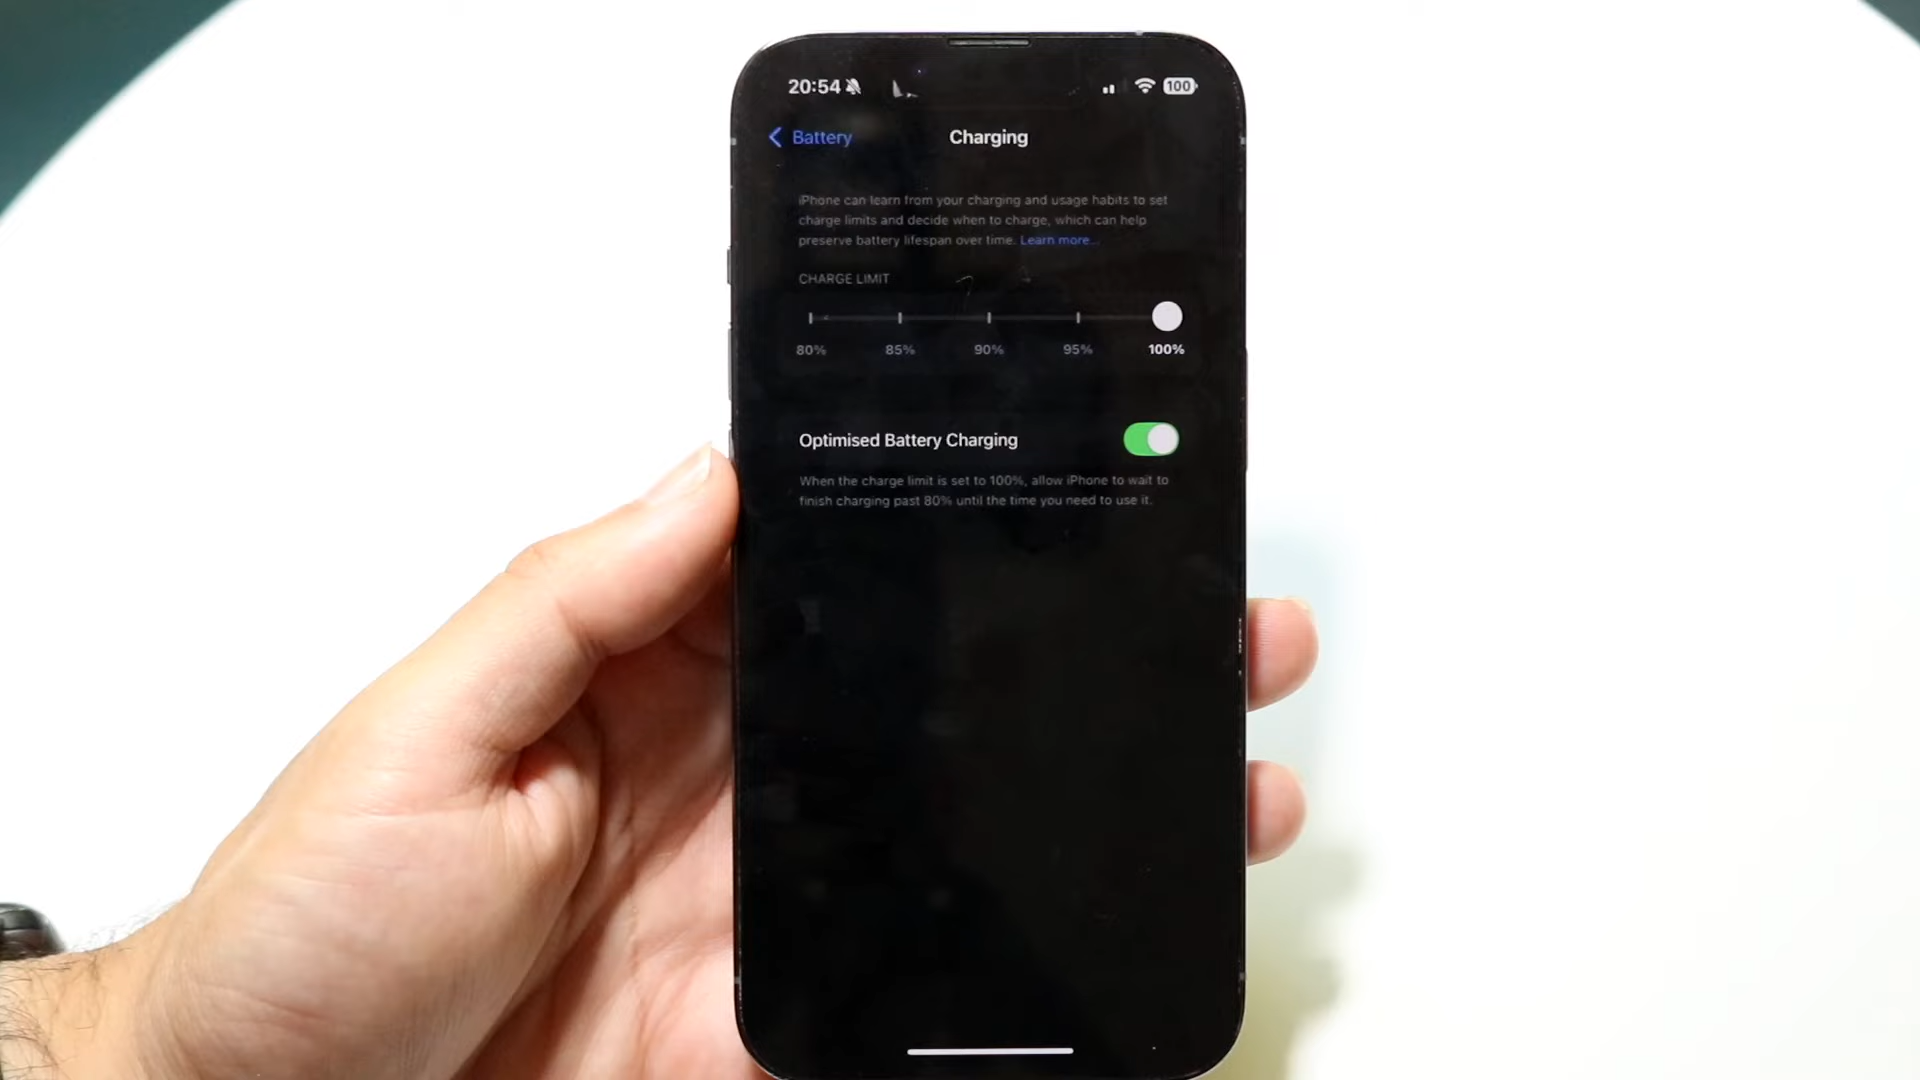 20:54 100
Battery Charging
iPhone can learn from your charging and usage habits to set
charge limits and decide when to charge, which can help
preserve battery lifespan over time. Learn more...
CHARGE LIMIT
80% 85% 90% 95% 100%
Optimised Battery Charging
When the charge limit is set to 100%, allow iPhone to wait to
finish charging past 80% until the time you need to use it.